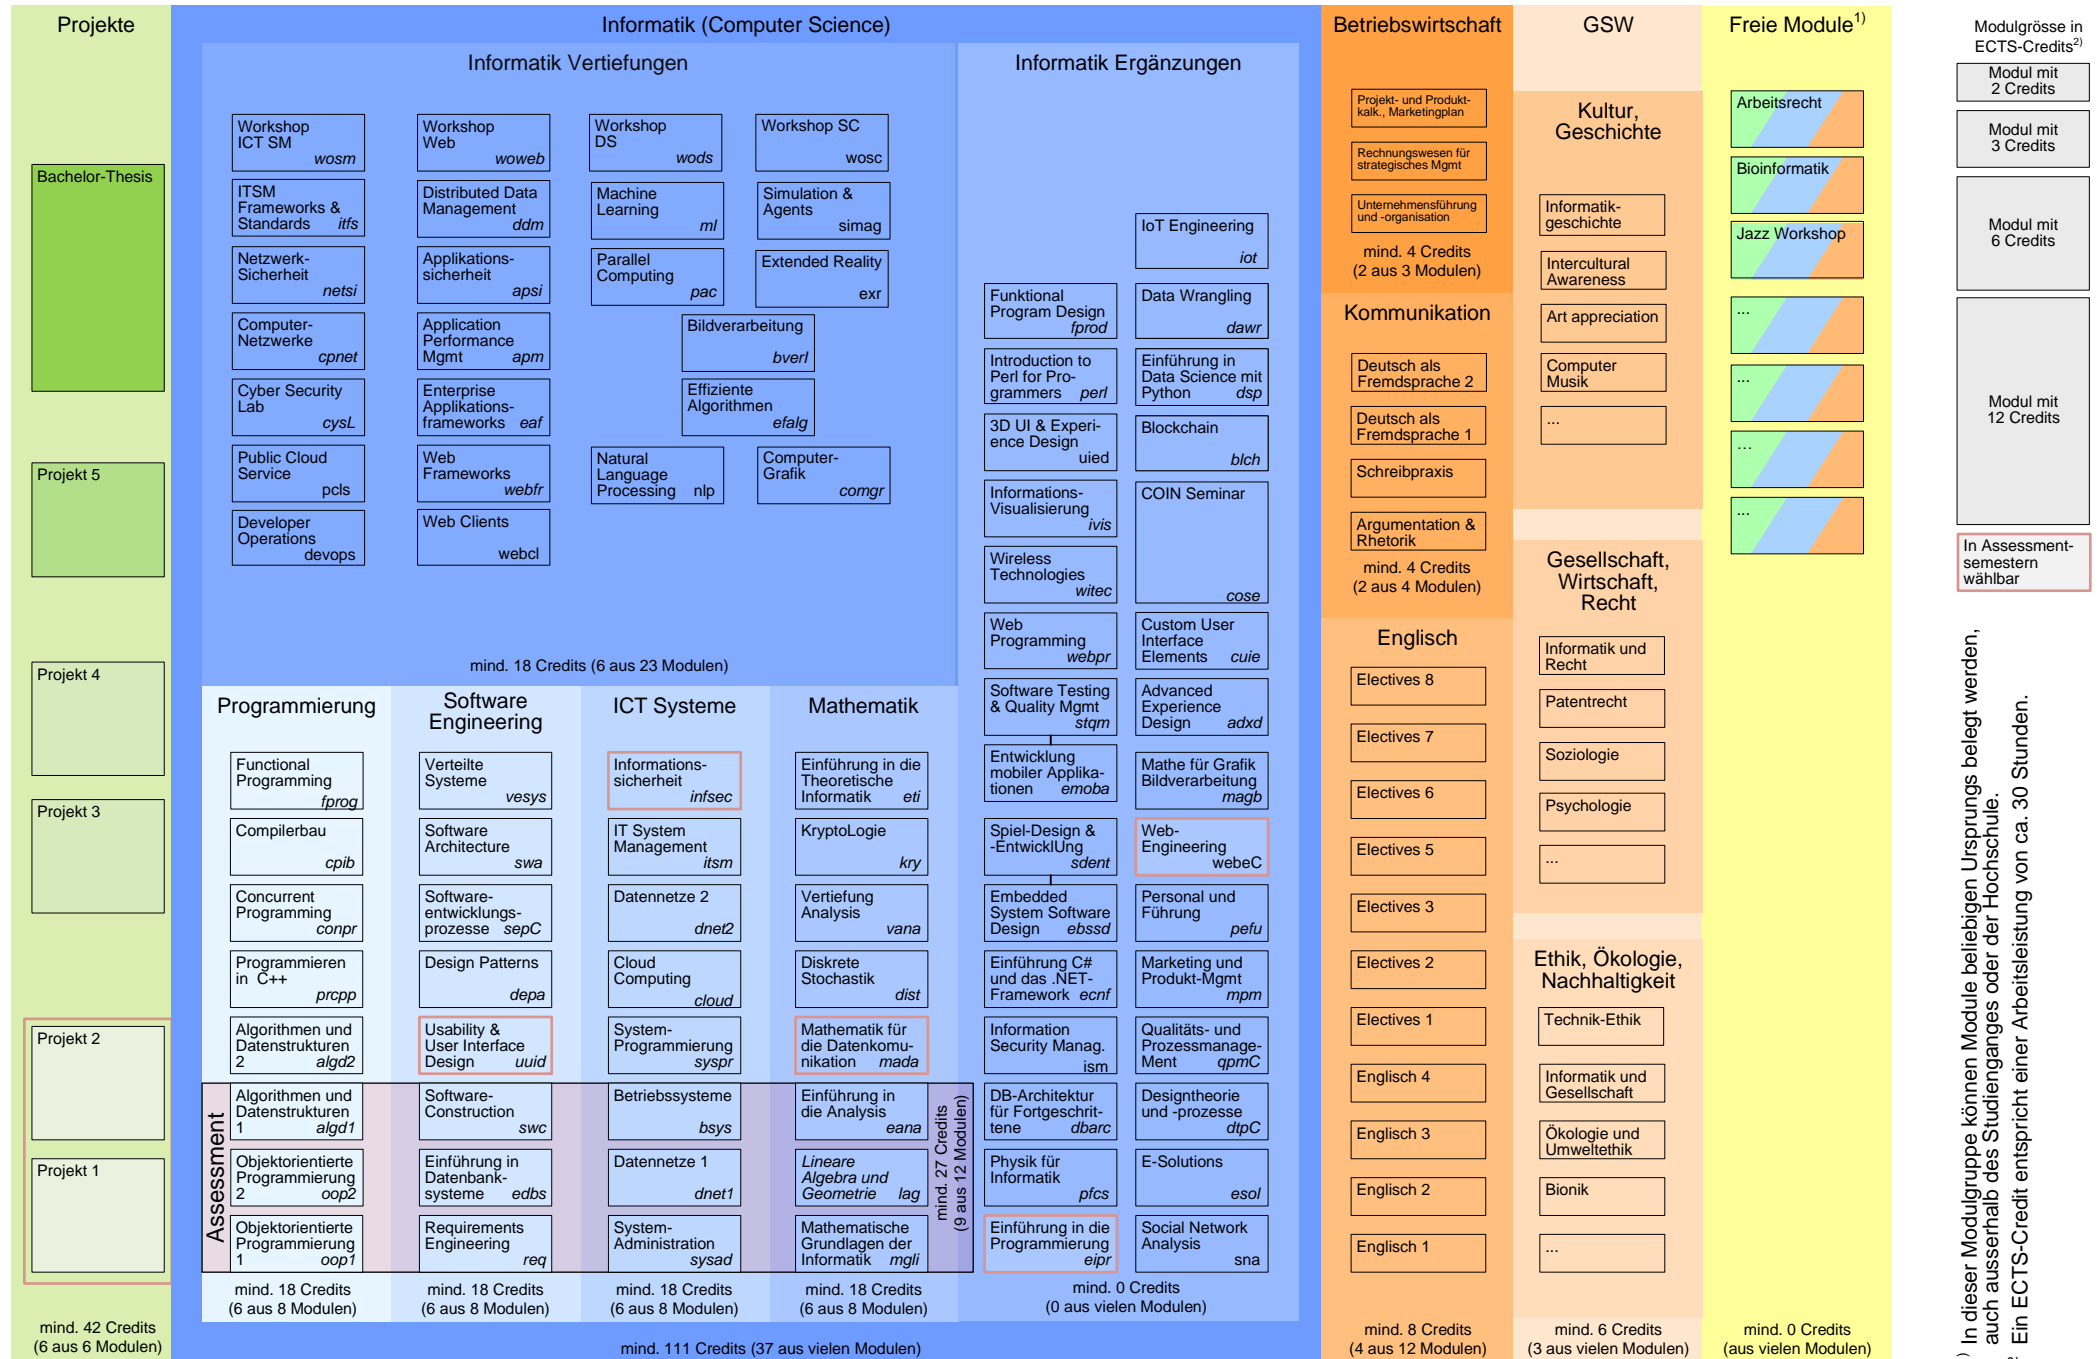 Projekte
Bachelor-Thesis
Projekt 5
Projekt 4
Projekt 3
Projekt 2
Projekt 1
mind. 42 Credits
(6 aus 6 Modulen)
Informatik (Computer Science)
Informatik Vertiefungen
Workshop
ICT SM
wosm
ITSM
Frameworks &
Standards itfs
Netzwerk-
Sicherheit
netsi
Computer-
Netzwerke
cpnet
Cyber Security
Lab
cysL
Public Cloud
Service
pcls
Developer
Operations
devops
Workshop
Web
woweb
Distributed Data
Management
ddm
Applikations-
sicherheit
apsi
Application
Performance
Mgmt apm
Enterprise
Applikations-
frameworks eaf
Web
Frameworks
webfr
Web Clients
webcl
Workshop
DS
wods
Machine
Learning
ml
Parallel
Computing
pac
Workshop SC
wosc
Simulation &
Agents
simag
Extended Reality
exr
Bildverarbeitung
bverl
Effiziente
Algorithmen
efalg
Natural
Language
Processing nlp
Computer-
Grafik
comgr
mind. 18 Credits (6 aus 23 Modulen)
Programmierung
Functional
Programming
fprog
Compilerbau
cpib
Concurrent
Programming
conpr
Programmieren
in C++
prcpp
Algorithmen und
Datenstrukturen
2 algd2
Assessment
Algorithmen und
Datenstrukturen
1 algd1
Objektorientierte
Programmierung
2 oop2
Objektorientierte
Programmierung
1 oop1
mind. 18 Credits
(6 aus 8 Modulen)
Software
Engineering
Verteilte
Systeme
vesys
Software
Architecture
swa
Software-
entwicklungs-
prozesse sepC
Design Patterns
depa
Usability &
User Interface
Design uuid
Software-
Construction
swc
Einführung in
Datenbank-
systeme edbs
Requirements
Engineering
req
mind. 18 Credits
(6 aus 8 Modulen)
ICT Systeme
Informations-
sicherheit
infsec
IT System
Management
itsm
Datennetze 2
dnet2
Cloud
Computing
cloud
System-
Programmierung
syspr
Betriebssysteme
bsys
Datennetze 1
dnet1
System-
Administration
sysad
mind. 18 Credits
(6 aus 8 Modulen)
Mathematik
Einführung in die
Theoretische
Informatik eti
KryptoLogie
kry
Vertiefung
Analysis
vana
Diskrete
Stochastik
dist
Mathematik für
die Datenkomu-
nikation mada
Einführung in
die Analysis
eana
Lineare
Algebra und
Geometrie lag
Mathematische
Grundlagen der
Informatik mgli
mind. 18 Credits
(6 aus 8 Modulen)
mind. 27 Credits
(9 aus 12 Modulen)
mind. 111 Credits (37 aus vielen Modulen)
Informatik Ergänzungen
Funktional
Program Design
fprod
Introduction to
Perl for Pro-
grammers perl
3D UI & Experi-
ence Design
uied
Informations-
Visualisierung
ivis
Wireless
Technologies
witec
Web
Programming
webpr
Software Testing
& Quality Mgmt
stqm
Entwicklung
mobiler Applika-
tionen emoba
Spiel-Design &
-EntwicklUng
sdent
Embedded
System Software
Design ebssd
Einführung C#
und das .NET-
Framework ecnf
Information
Security Manag.
ism
DB-Architektur
für Fortgeschrit-
tene dbarc
Physik für
Informatik
pfcs
Einführung in die
Programmierung
eipr
IoT Engineering
iot
Data Wrangling
dawr
Einführung in
Data Science mit
Python dsp
Blockchain
blch
COIN Seminar
cose
Custom User
Interface
Elements cuie
Advanced
Experience
Design adxd
Mathe für Grafik
Bildverarbeitung
magb
Web-
Engineering
webeC
Personal und
Führung
pefu
Marketing und
Produkt-Mgmt
mpm
Qualitäts- und
Prozessmanage-
Ment qpmC
Designtheorie
und -prozesse
dtpC
E-Solutions
esol
Social Network
Analysis
sna
mind. 0 Credits
(0 aus vielen Modulen)
Betriebswirtschaft
Projekt- und Produkt-
kalk., Marketingplan
Rechnungswesen für
strategisches Mgmt
Unternehmensführung
und -organisation
mind. 4 Credits
(2 aus 3 Modulen)
Kommunikation
Deutsch als
Fremdsprache 2
Deutsch als
Fremdsprache 1
Schreibpraxis
Argumentation &
Rhetorik
mind. 4 Credits
(2 aus 4 Modulen)
Englisch
Electives 8
Electives 7
Electives 6
Electives 5
Electives 3
Electives 2
Electives 1
Englisch 4
Englisch 3
Englisch 2
Englisch 1
mind. 8 Credits
(4 aus 12 Modulen)
GSW
Kultur,
Geschichte
Informatik-
geschichte
Intercultural
Awareness
Art appreciation
Computer
Musik
...
Gesellschaft,
Wirtschaft,
Recht
Informatik und
Recht
Patentrecht
Soziologie
Psychologie
...
Ethik, Ökologie,
Nachhaltigkeit
Technik-Ethik
Informatik und
Gesellschaft
Ökologie und
Umweltethik
Bionik
...
mind. 6 Credits
(3 aus vielen Modulen)
Freie Module1)
Arbeitsrecht
Bioinformatik
Jazz Workshop
...
...
...
...
mind. 0 Credits
(aus vielen Modulen)
Modulgrösse in
ECTS-Credits2)
Modul mit
2 Credits
Modul mit
3 Credits
Modul mit
6 Credits
Modul mit
12 Credits
In Assessment-
semestern
wählbar
In dieser Modulgruppe können Module beliebigen Ursprungs belegt werden,
auch ausserhalb des Studienganges oder der Hochschule.
Ein ECTS-Credit entspricht einer Arbeitsleistung von ca. 30 Stunden.